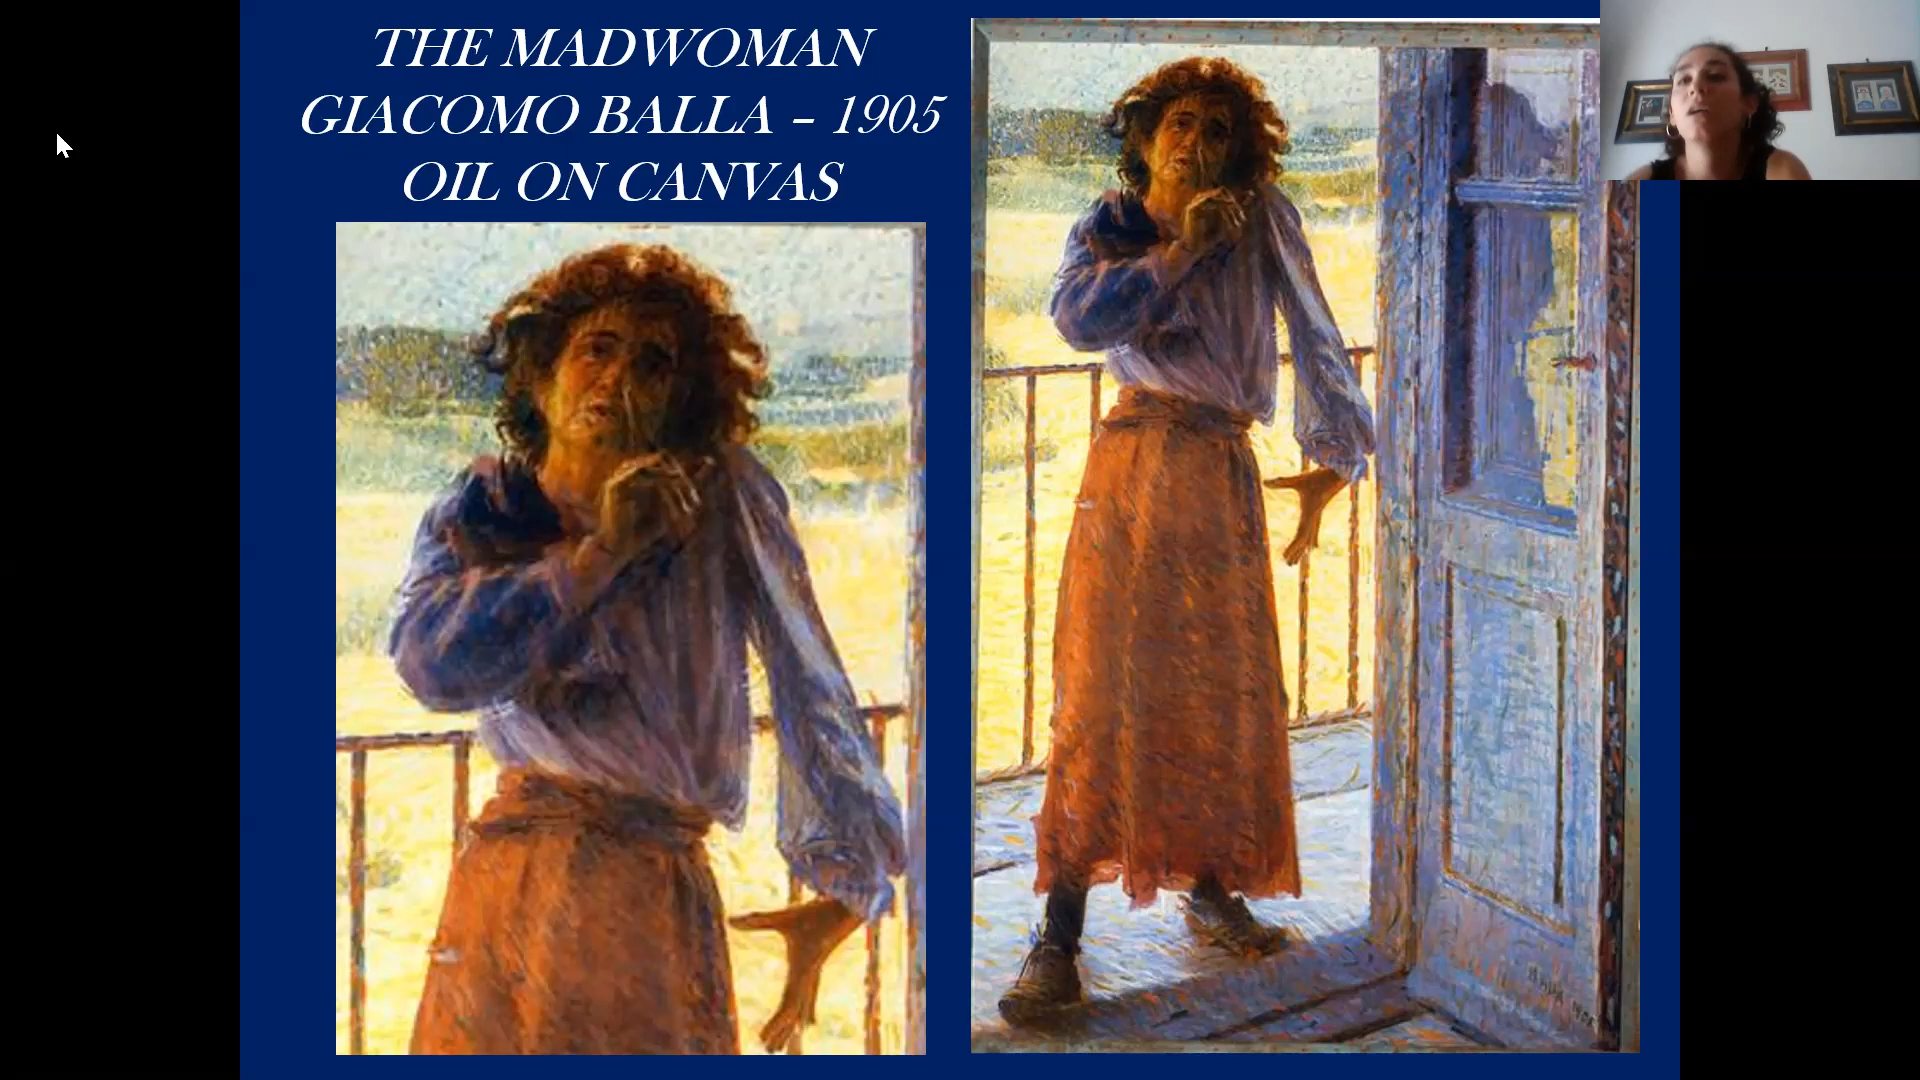 THE MADWOMAN
GIACOMO BALLA – 1905
OIL ON CANVAS